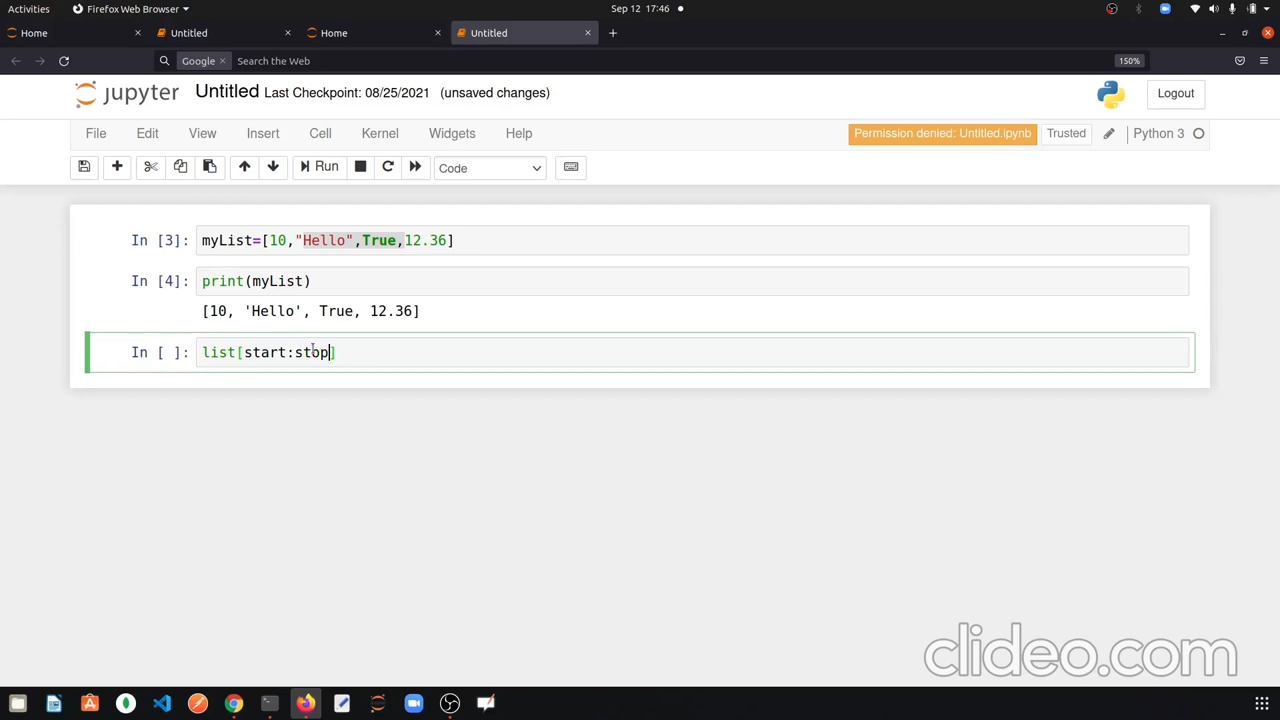 Activities Firefox Web Browser Sep 12 17:46
Home Untitled Home Untitled
Google Search the Web 150%
jupyter Untitled Last Checkpoint: 08/25/2021 (unsaved changes) Logout
File Edit View Insert Cell Kernel Widgets Help Permission denied: Untitled.ipynb Trusted Python 3
Run Code
In [3]: myList=[10,"Hello",True,12.36]
In [4]: print(myList)
[10, 'Hello', True, 12.36]
In [ ]: list[start:stop]
clideo.com